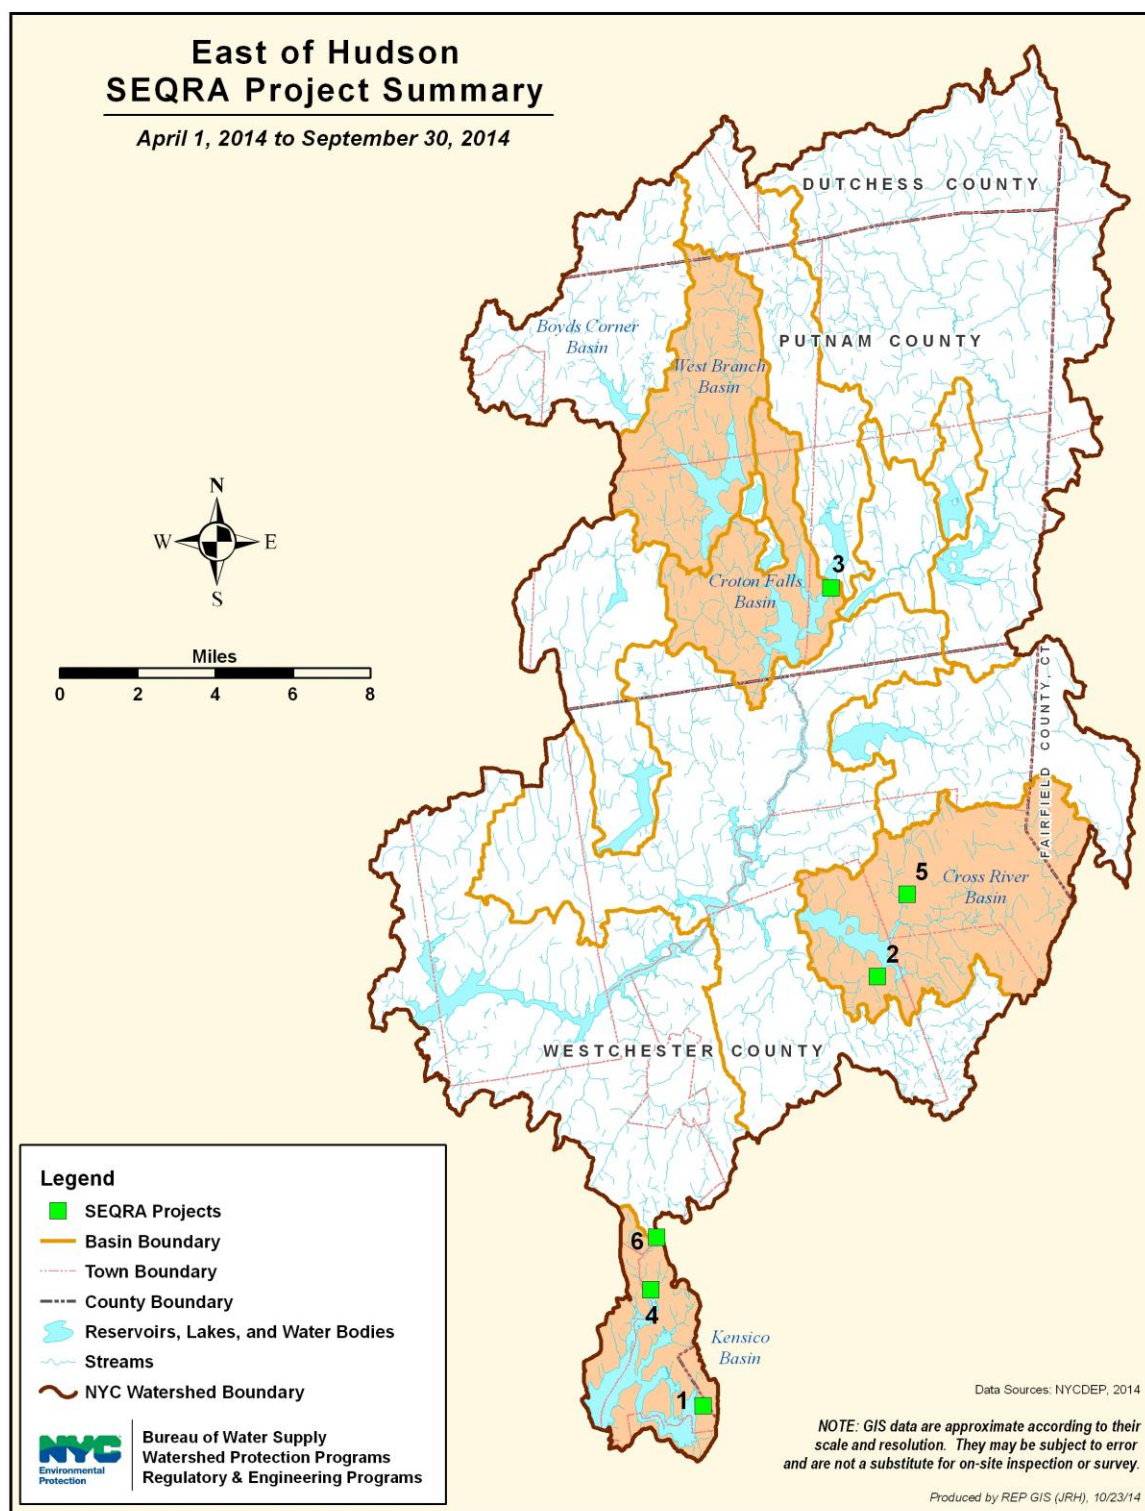 East of Hudson
SEQRA Project Summary
April 1, 2014 to September 30, 2014
DUTCHESS COUNTY
Boyds Corner
Basin
PUTNAM COUNTY
West Branch
Basin
N
W
E
S
3
Croton Falls
Basin
Miles
0 2 4 6 8
FAIRFIELD COUNTY, CT
5
Cross River
Basin
2
WESTCHESTER COUNTY
6
4
Kensico
Basin
1
Legend
SEQRA Projects
Basin Boundary
Town Boundary
County Boundary
Reservoirs, Lakes, and Water Bodies
Streams
NYC Watershed Boundary
NYC
Environmental
Protection
Bureau of Water Supply
Watershed Protection Programs
Regulatory & Engineering Programs
Data Sources: NYCDEP, 2014
NOTE: GIS data are approximate according to their
scale and resolution. They may be subject to error
and are not a substitute for on-site inspection or survey.
Produced by REP GIS (JRH), 10/23/14